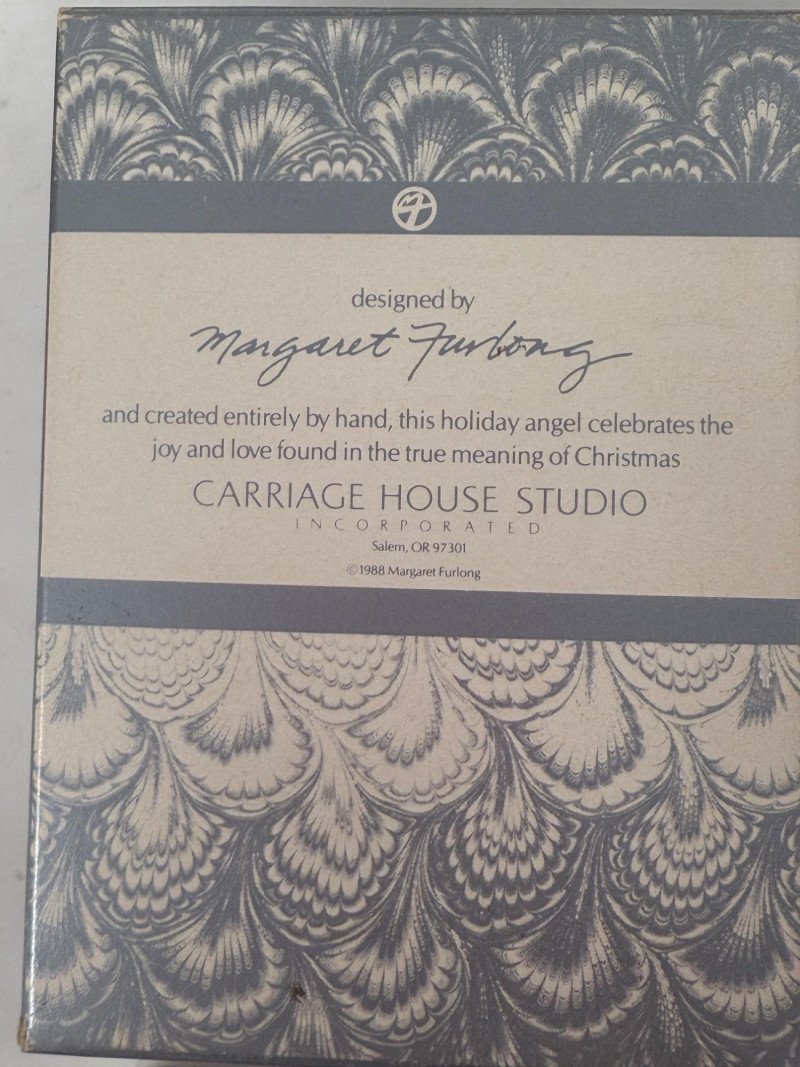 designed by
Margaret Furlong
and created entirely by hand, this holiday angel celebrates the
joy and love found in the true meaning of Christmas
CARRIAGE HOUSE STUDIO
INCORPORATED
Salem, OR 97301
©1988 Margaret Furlong